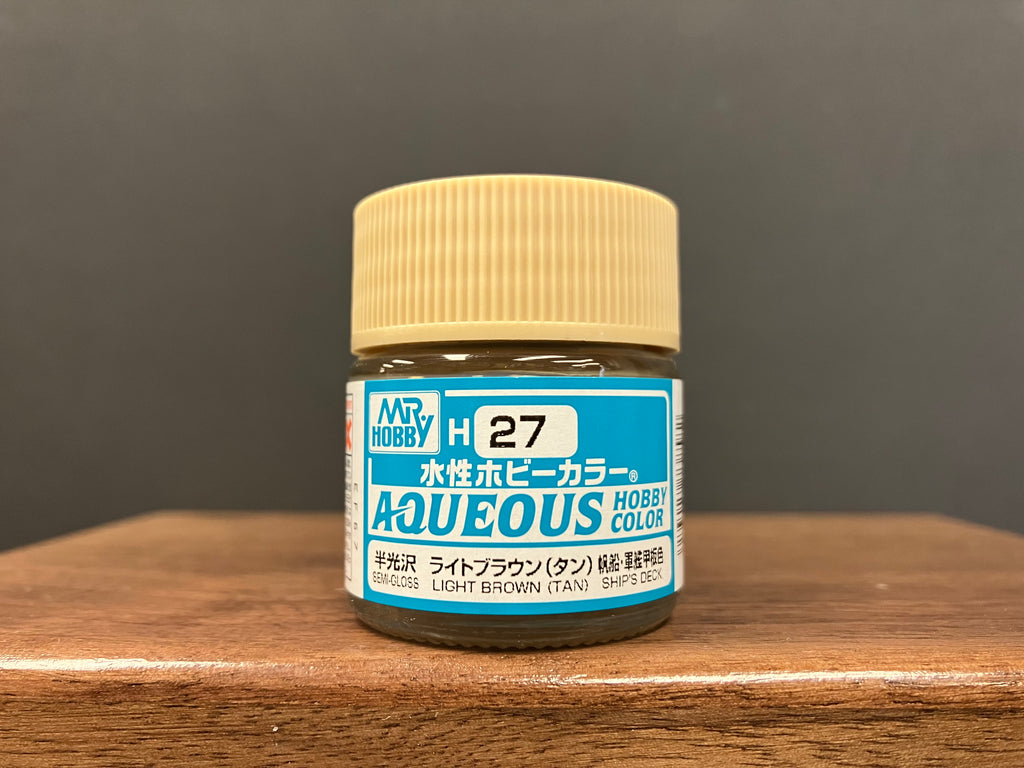 MR. HOBBY
H 27
水性ホビーカラー®
AQUEOUS HOBBY COLOR
半光沢 ライトブラウン(タン) 帆船・軍艦甲板色
SEMI-GLOSS LIGHT BROWN (TAN) SHIP'S DECK